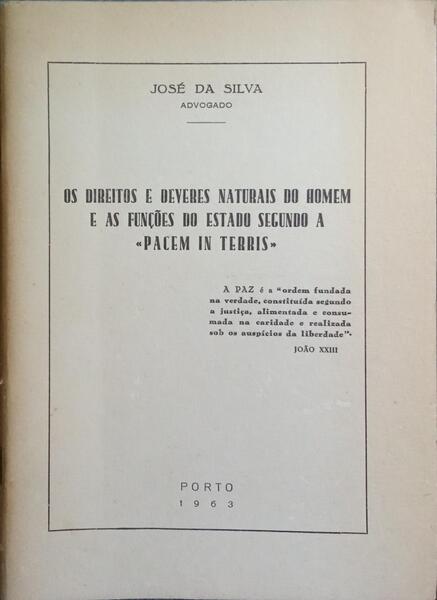 JOSÉ DA SILVA
ADVOGADO
OS DIREITOS E DEVERES NATURAIS DO HOMEM
E AS FUNÇÕES DO ESTADO SEGUNDO A
«PACEM IN TERRIS»
A PAZ é a "ordem fundada
na verdade, constituída segundo
a justiça, alimentada e consu-
mada na caridade e realizada
sob os auspícios da liberdade".
JOÃO XXIII
PORTO
1963